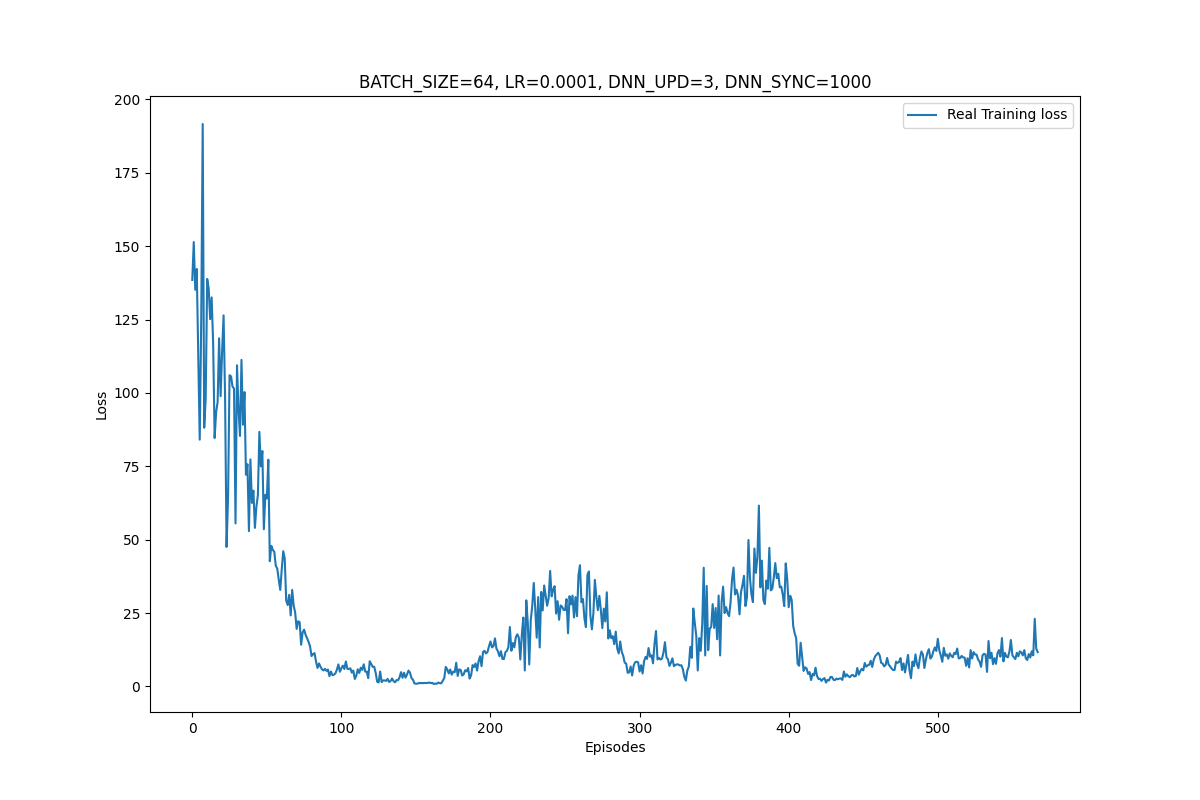 BATCH_SIZE=64, LR=0.0001, DNN_UPD=3, DNN_SYNC=1000
Real Training loss
200
175
150
125
100
75
50
25
0
Loss
0 100 200 300 400 500
Episodes